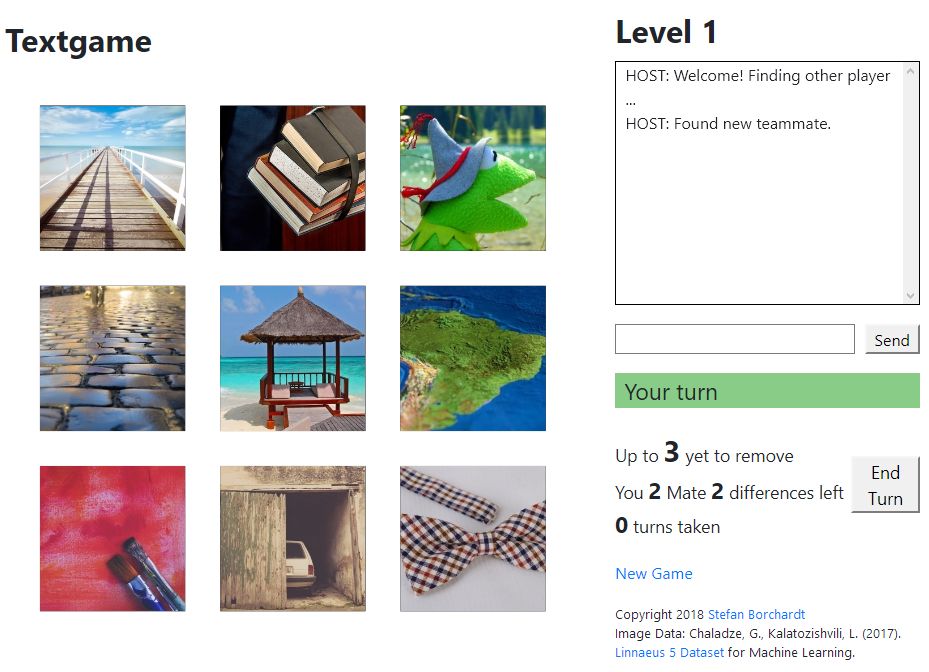 Textgame
Level 1
HOST: Welcome! Finding other player
...
HOST: Found new teammate.
Send
Your turn
Up to 3 yet to remove
You 2 Mate 2 differences left
0 turns taken
End
Turn
New Game
Copyright 2018 Stefan Borchardt
Image Data: Chaladze, G., Kalatozishvili, L. (2017).
Linnaeus 5 Dataset for Machine Learning.